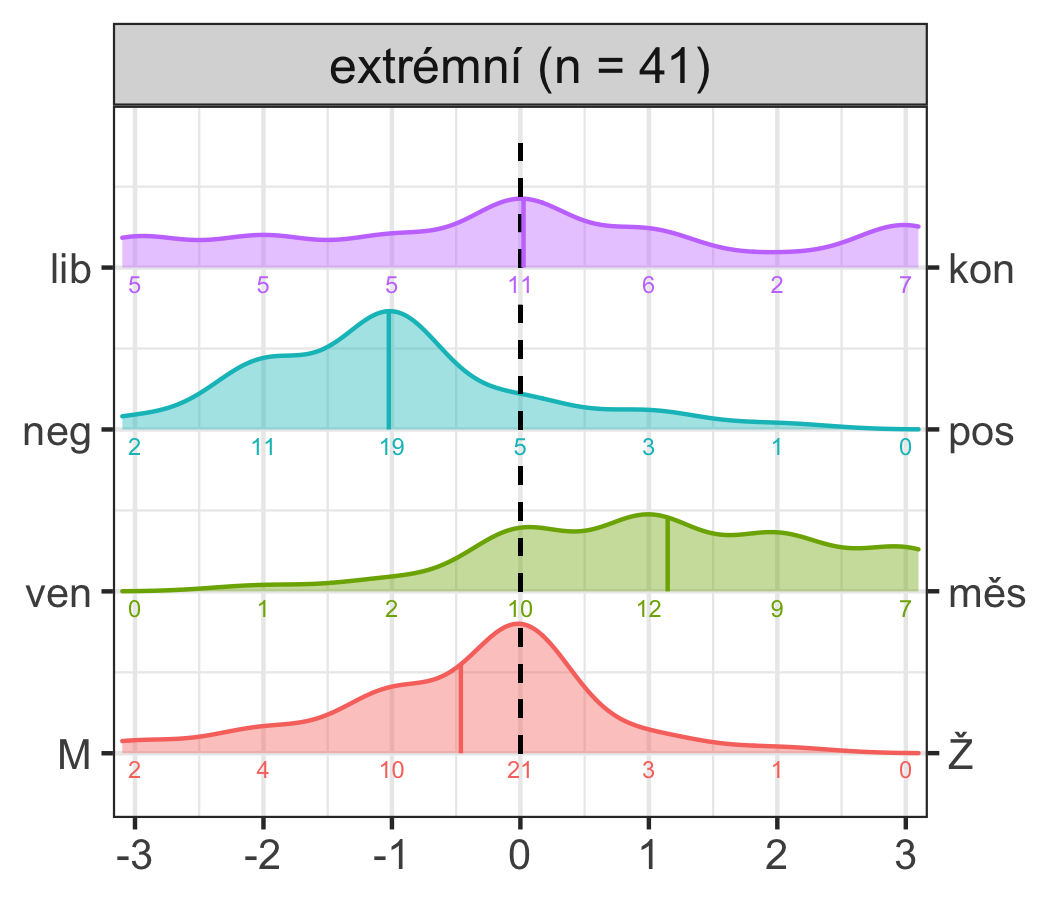 extrémní (n = 41)
lib kon
5 5 5 11 6 2 7
neg pos
2 11 19 5 3 1 0
ven měs
0 1 2 10 12 9 7
M Ž
2 4 10 21 3 1 0
-3 -2 -1 0 1 2 3